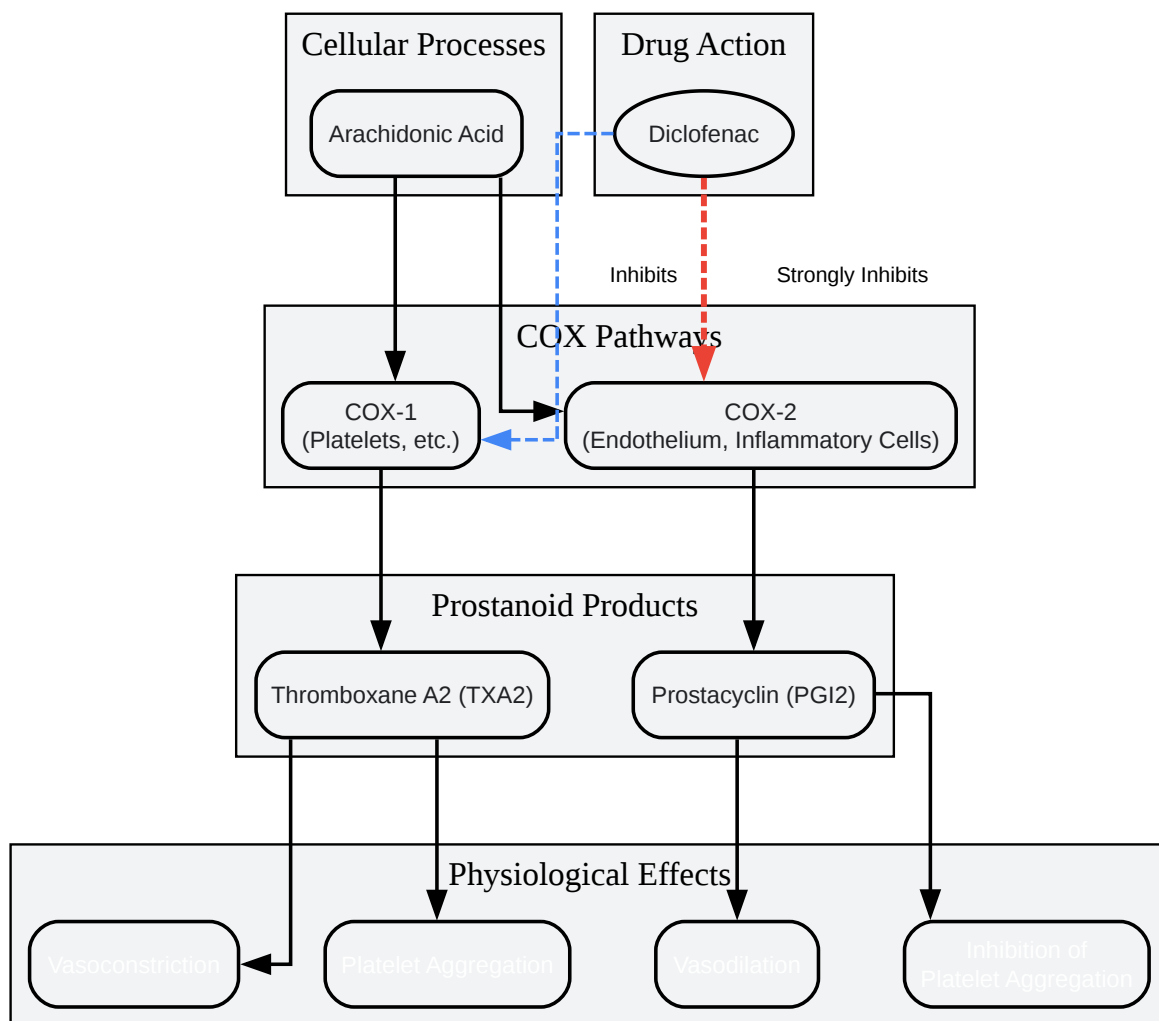 Cellular Processes
Drug Action
Arachidonic Acid
Diclofenac
Inhibits
Strongly Inhibits
COX Pathways
COX-1
(Platelets, etc.)
COX-2
(Endothelium, Inflammatory Cells)
Prostanoid Products
Thromboxane A2 (TXA2)
Prostacyclin (PGI2)
Physiological Effects
Vasoconstriction
Platelet Aggregation
Vasodilation
Inhibition of
Platelet Aggregation